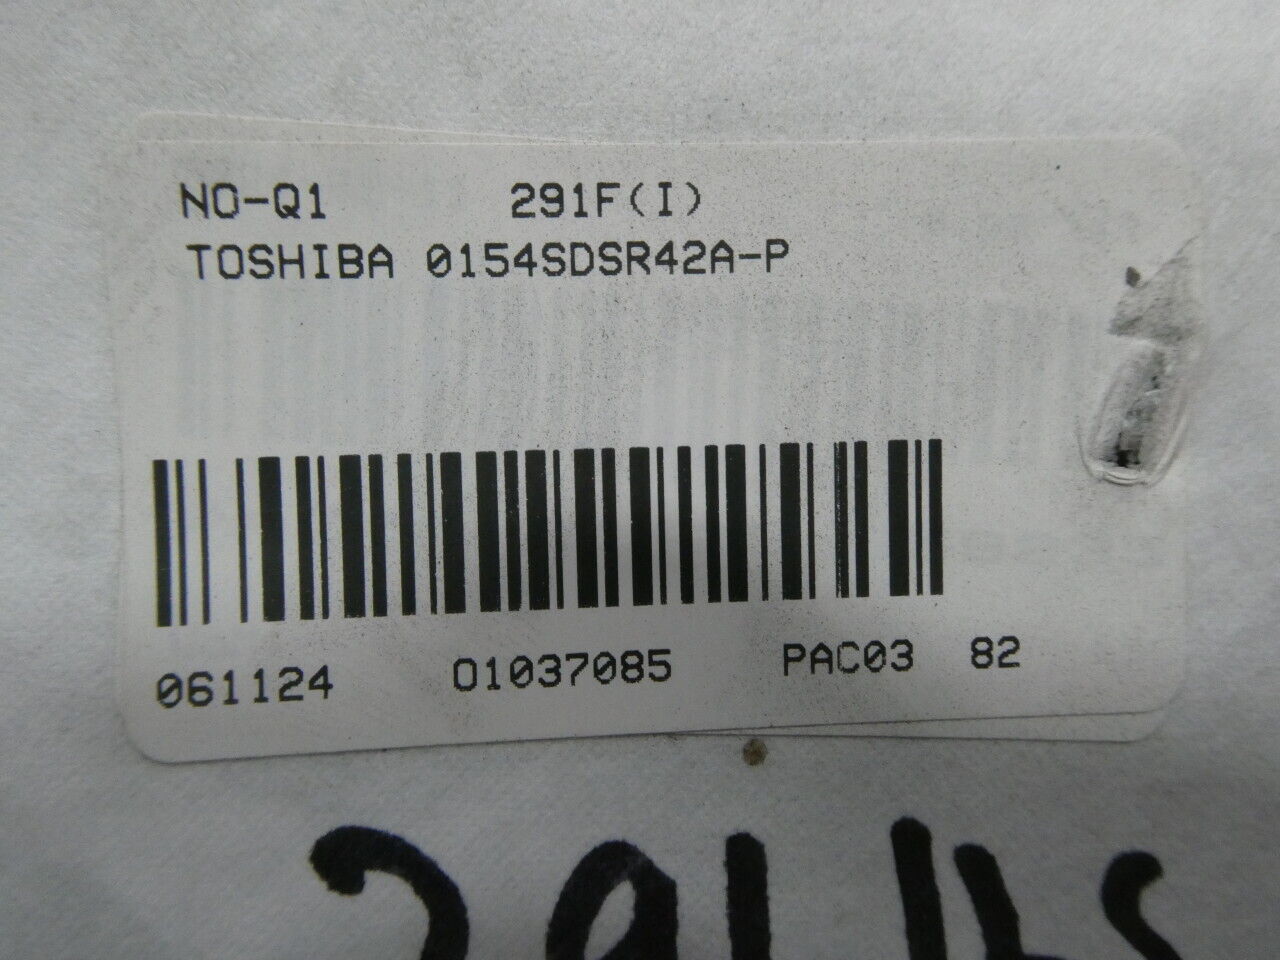 NO-Q1 291F(I)
TOSHIBA 0154SDSR42A-P
061124 01037085 PAC03 82